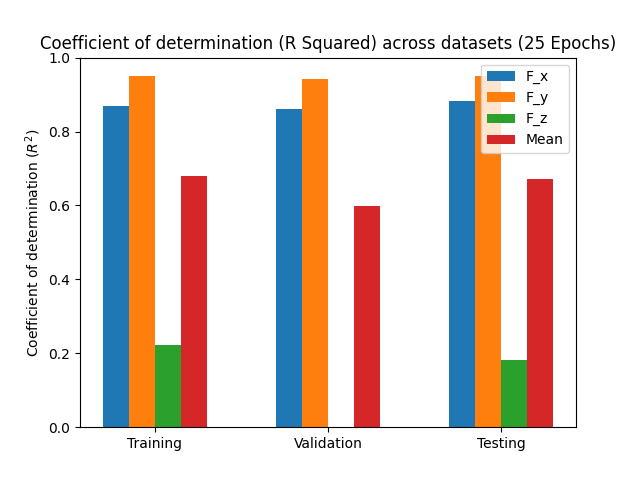 Coefficient of determination (R Squared) across datasets (25 Epochs)
F_x
F_y
F_z
Mean
Coefficient of determination (R²)
1.0
0.8
0.6
0.4
0.2
0.0
Training
Validation
Testing